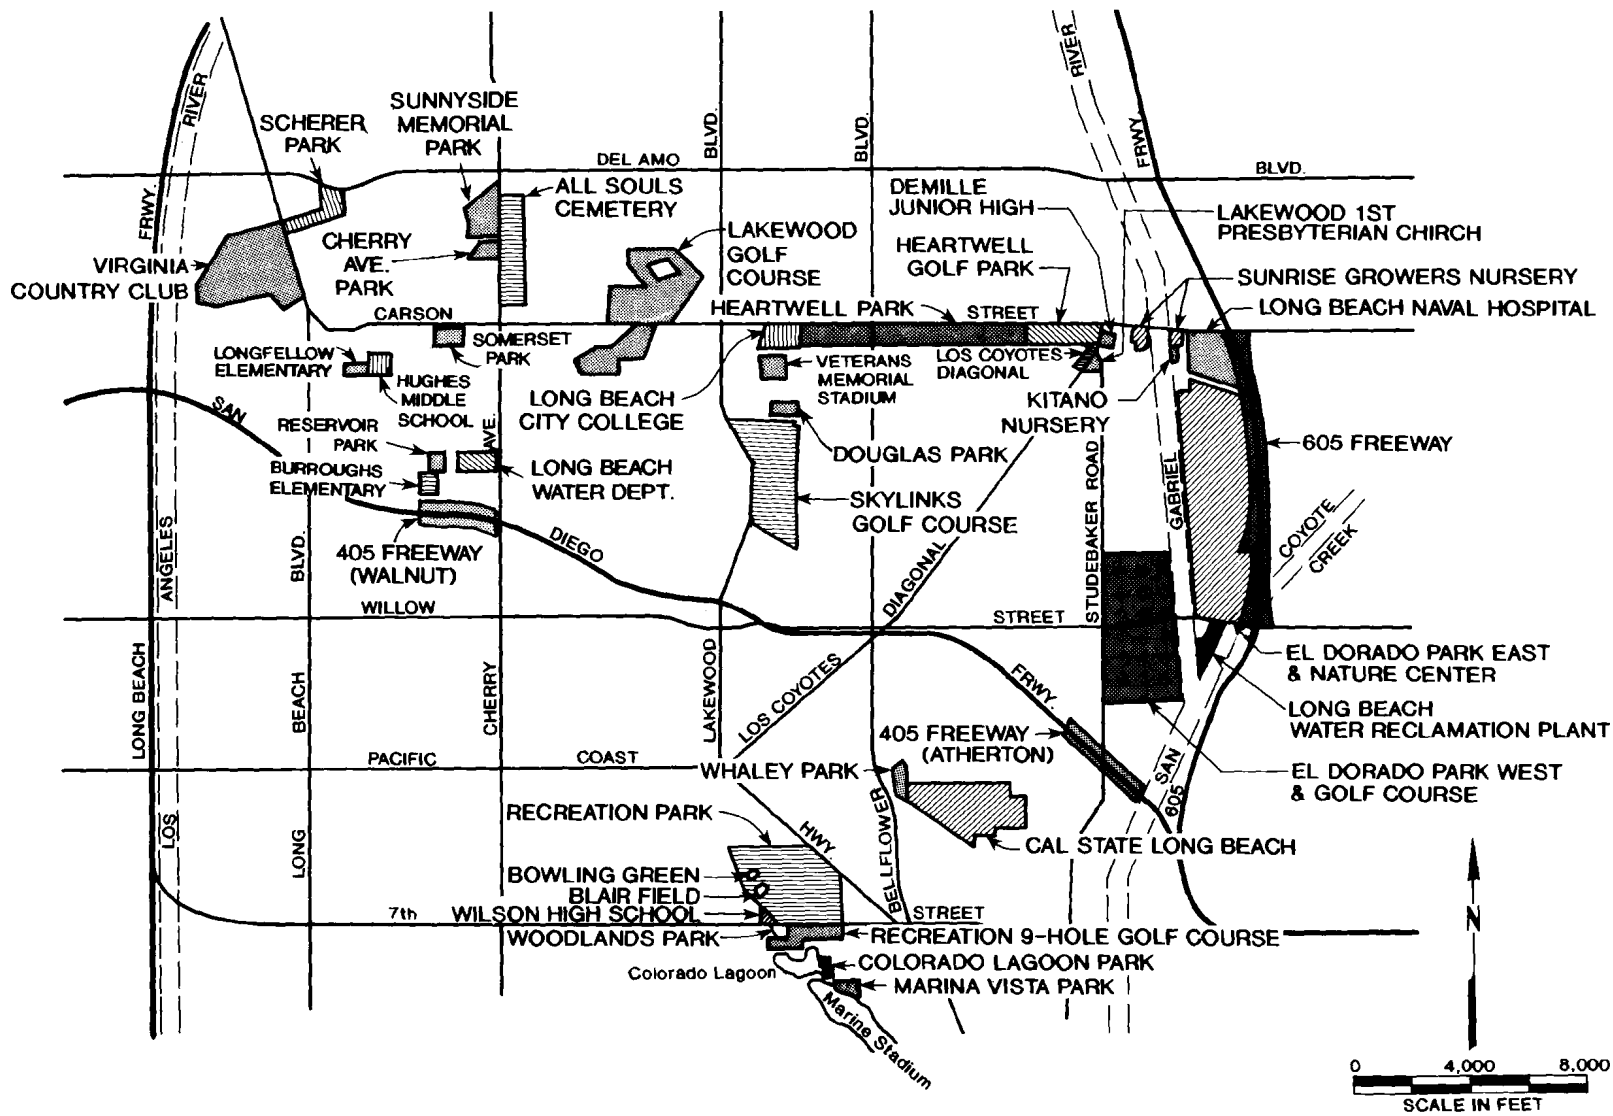 RIVER
SCHERER
PARK
SUNNYSIDE
MEMORIAL
PARK
BLVD.
BLVD.
RIVER
FRWY.
DEL AMO
BLVD.
FRWY.
ALL SOULS
CEMETERY
DEMILLE
JUNIOR HIGH
LAKEWOOD 1ST
PRESBYTERIAN CHIRCH
CHERRY
AVE.
PARK
LAKEWOOD
GOLF
COURSE
HEARTWELL
GOLF PARK
VIRGINIA
COUNTRY CLUB
SUNRISE GROWERS NURSERY
CARSON
HEARTWELL PARK
STREET
LONG BEACH NAVAL HOSPITAL
LONGFELLOW
ELEMENTARY
SOMERSET
PARK
HUGHES
MIDDLE
SCHOOL
LONG BEACH
CITY COLLEGE
VETERANS
MEMORIAL
STADIUM
LOS COYOTES
DIAGONAL
KITANO
NURSERY
SAN
RESERVOIR
PARK
AVE.
BURROUGHS
ELEMENTARY
LONG BEACH
WATER DEPT.
DOUGLAS PARK
605 FREEWAY
SKYLINKS
GOLF COURSE
405 FREEWAY
(WALNUT)
DIEGO
DIAGONAL
STUDEBAKER ROAD
GABRIEL
COYOTE
CREEK
ANGELES
BLVD.
WILLOW
STREET
EL DORADO PARK EAST
& NATURE CENTER
LONG BEACH
BEACH
CHERRY
LAKEWOOD
LOS COYOTES
FRWY.
LONG BEACH
WATER RECLAMATION PLANT
405 FREEWAY
(ATHERTON)
PACIFIC
COAST
WHALEY PARK
SAN
605
EL DORADO PARK WEST
& GOLF COURSE
LOS
LONG
RECREATION PARK
HWY.
BELLFLOWER
CAL STATE LONG BEACH
BOWLING GREEN
BLAIR FIELD
7th
WILSON HIGH SCHOOL
STREET
WOODLANDS PARK
RECREATION 9-HOLE GOLF COURSE
Colorado Lagoon
COLORADO LAGOON PARK
MARINA VISTA PARK
Marine Stadium
N
0 4,000 8,000
SCALE IN FEET